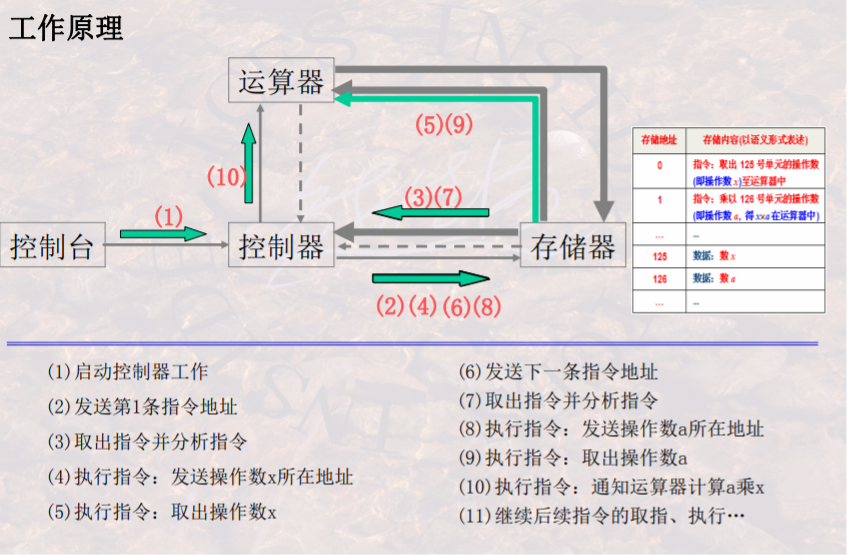 工作原理
运算器
(5)(9)
(10)
(3)(7)
(1)
控制台
控制器
存储器
(2)(4)(6)(8)
存储地址 存储内容(以语义形式表述)
0 指令：取出 125 号单元的操作数
(即操作数 x)至运算器中
1 指令：乘以 126 号单元的操作数
(即操作数 a, 得 x×a 在运算器中)
... ...
125 数据：数 x
126 数据：数 a
... ...
(1)启动控制器工作
(2)发送第1条指令地址
(3)取出指令并分析指令
(4)执行指令：发送操作数x所在地址
(5)执行指令：取出操作数x
(6)发送下一条指令地址
(7)取出指令并分析指令
(8)执行指令：发送操作数a所在地址
(9)执行指令：取出操作数a
(10)执行指令：通知运算器计算a乘x
(11)继续后续指令的取指、执行…